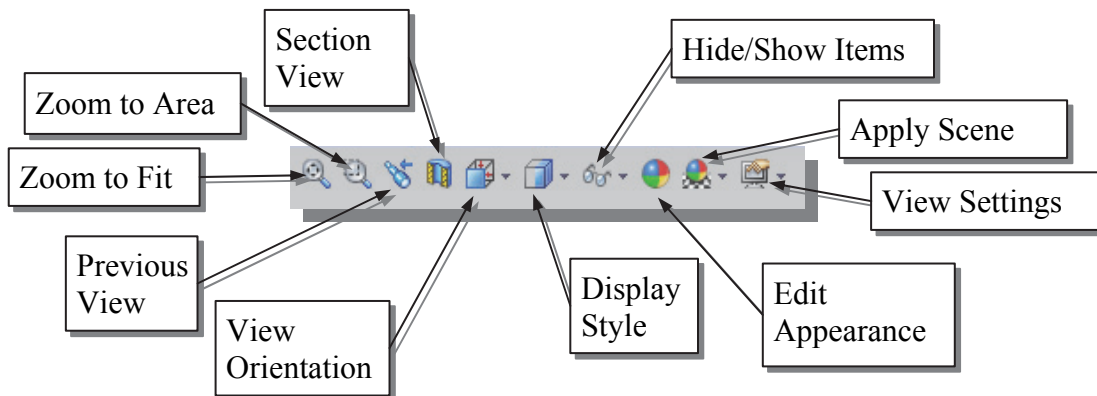 Section
View
Hide/Show Items
Zoom to Area
Apply Scene
Zoom to Fit
View Settings
Previous
View
Display
Style
Edit
Appearance
View
Orientation